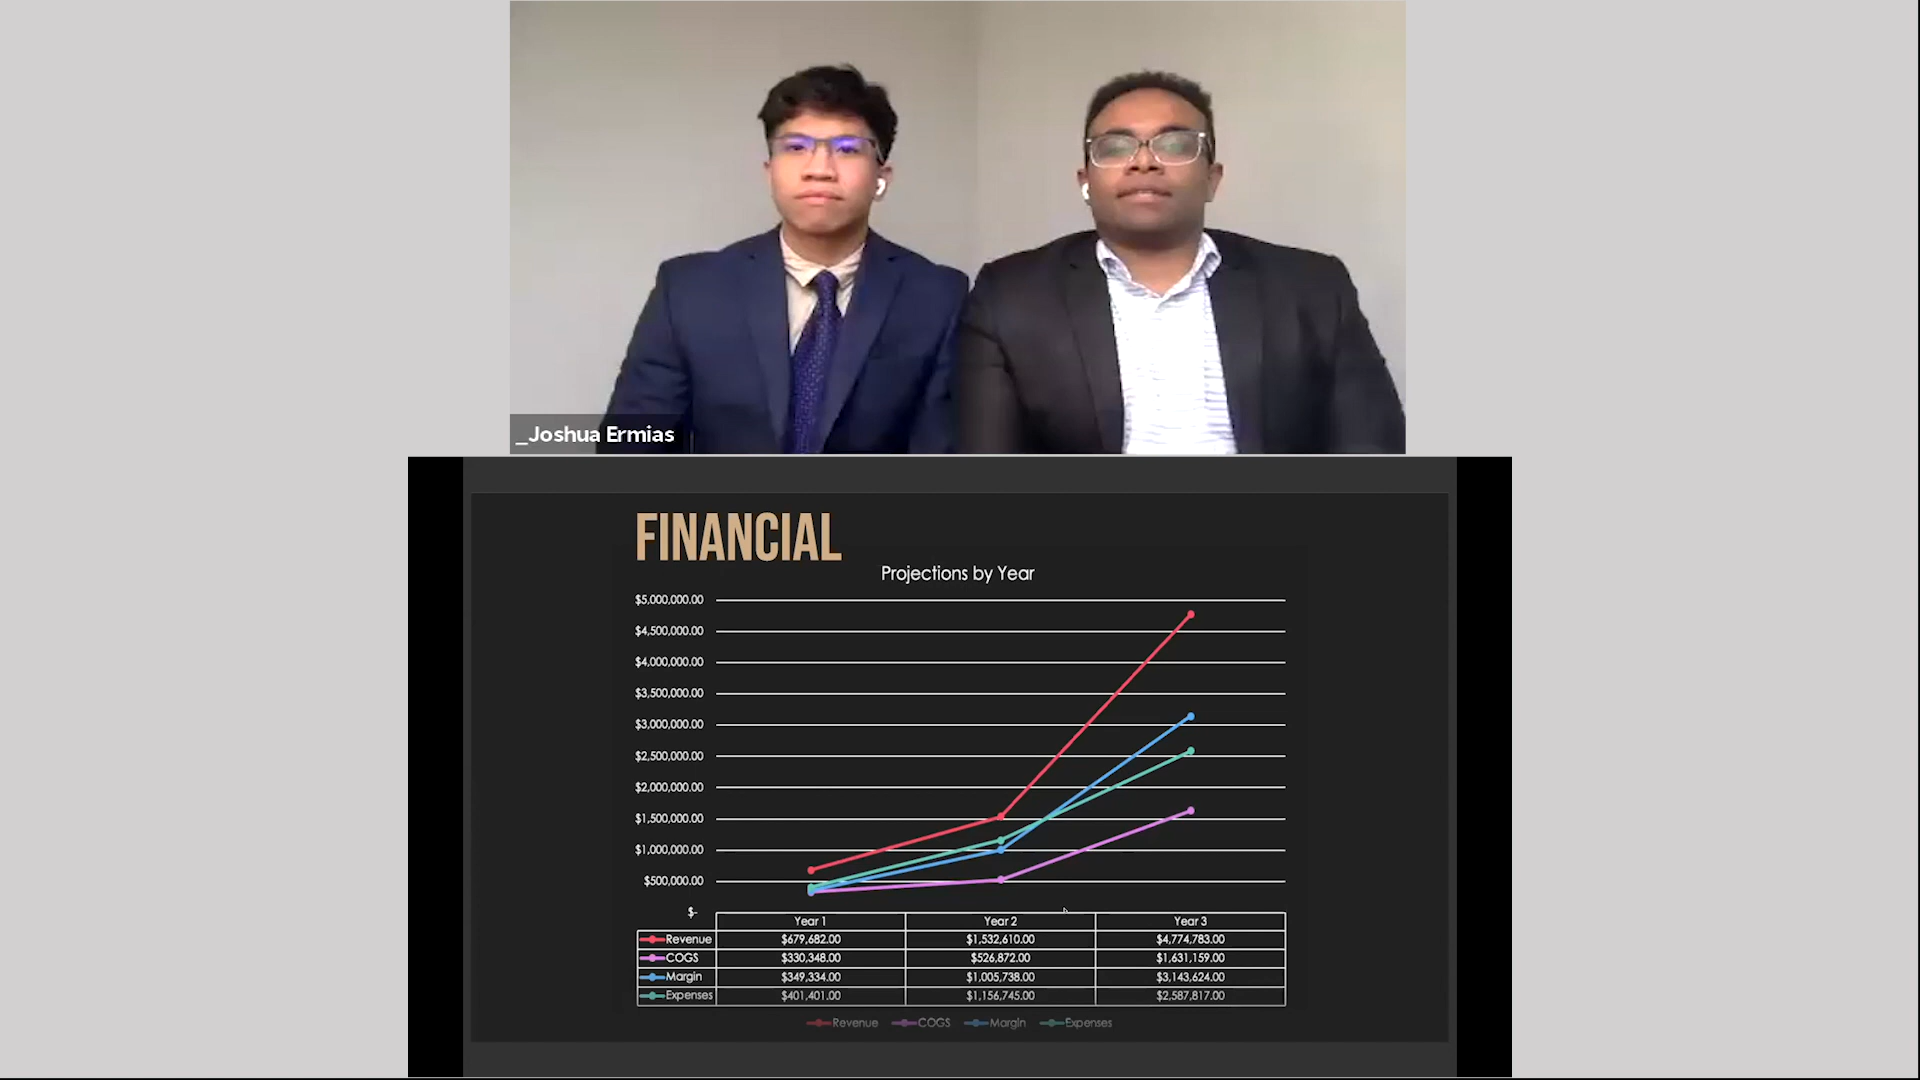 _Joshua Ermias
FINANCIAL
Projections by Year
$5,000,000.00
$4,500,000.00
$4,000,000.00
$3,500,000.00
$3,000,000.00
$2,500,000.00
$2,000,000.00
$1,500,000.00
$1,000,000.00
$500,000.00
$-
Year 1 Year 2 Year 3
Revenue $679,682.00 $1,532,610.00 $4,774,783.00
COGS $330,348.00 $526,872.00 $1,631,159.00
Margin $349,334.00 $1,005,738.00 $3,143,624.00
Expenses $401,401.00 $1,156,745.00 $2,587,817.00
Revenue COGS Margin Expenses